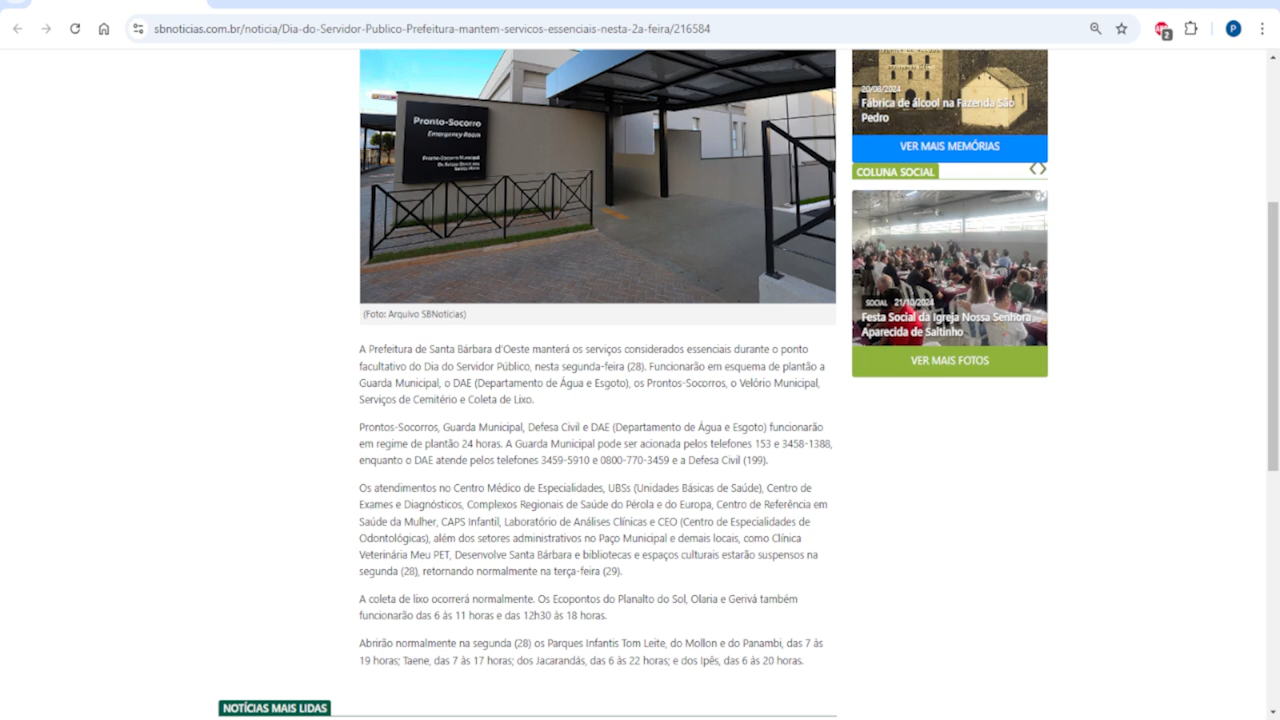 sbnoticias.com.br/noticia/Dia-do-Servidor-Publico-Prefeitura-mantem-servicos-essenciais-nesta-2a-feira/216584
2
P
Pronto-Socorro
Emergency Room
Pronto-Socorro Municipal
(Foto: Arquivo SBNotícias)
A Prefeitura de Santa Bárbara d'Oeste manterá os serviços considerados essenciais durante o ponto
facultativo do Dia do Servidor Público, nesta segunda-feira (28). Funcionarão em esquema de plantão a
Guarda Municipal, o DAE (Departamento de Água e Esgoto), os Prontos-Socorros, o Velório Municipal,
Serviços de Cemitério e Coleta de Lixo.
Prontos-Socorros, Guarda Municipal, Defesa Civil e DAE (Departamento de Água e Esgoto) funcionarão
em regime de plantão 24 horas. A Guarda Municipal pode ser acionada pelos telefones 153 e 3458-1388,
enquanto o DAE atende pelos telefones 3459-5910 e 0800-770-3459 e a Defesa Civil (199).
Os atendimentos no Centro Médico de Especialidades, UBSs (Unidades Básicas de Saúde), Centro de
Exames e Diagnósticos, Complexos Regionais de Saúde do Pérola e do Europa, Centro de Referência em
Saúde da Mulher, CAPS Infantil, Laboratório de Análises Clínicas e CEO (Centro de Especialidades de
Odontológicas), além dos setores administrativos no Paço Municipal e demais locais, como Clínica
Veterinária Meu PET, Desenvolve Santa Bárbara e bibliotecas e espaços culturais estarão suspensos na
segunda (28), retornando normalmente na terça-feira (29).
A coleta de lixo ocorrerá normalmente. Os Ecopontos do Planalto do Sol, Olaria e Gerivá também
funcionarão das 6 às 11 horas e das 12h30 às 18 horas.
Abrirão normalmente na segunda (28) os Parques Infantis Tom Leite, do Mollon e do Panambi, das 7 às
19 horas; Taene, das 7 às 17 horas; dos Jacarandás, das 6 às 22 horas; e dos Ipês, das 6 às 20 horas.
NOTÍCIAS MAIS LIDAS
20/08/2024
Fábrica de álcool na Fazenda São
Pedro
VER MAIS MEMÓRIAS
COLUNA SOCIAL
SOCIAL 21/10/2024
Festa Social da Igreja Nossa Senhora
Aparecida de Saltinho
VER MAIS FOTOS